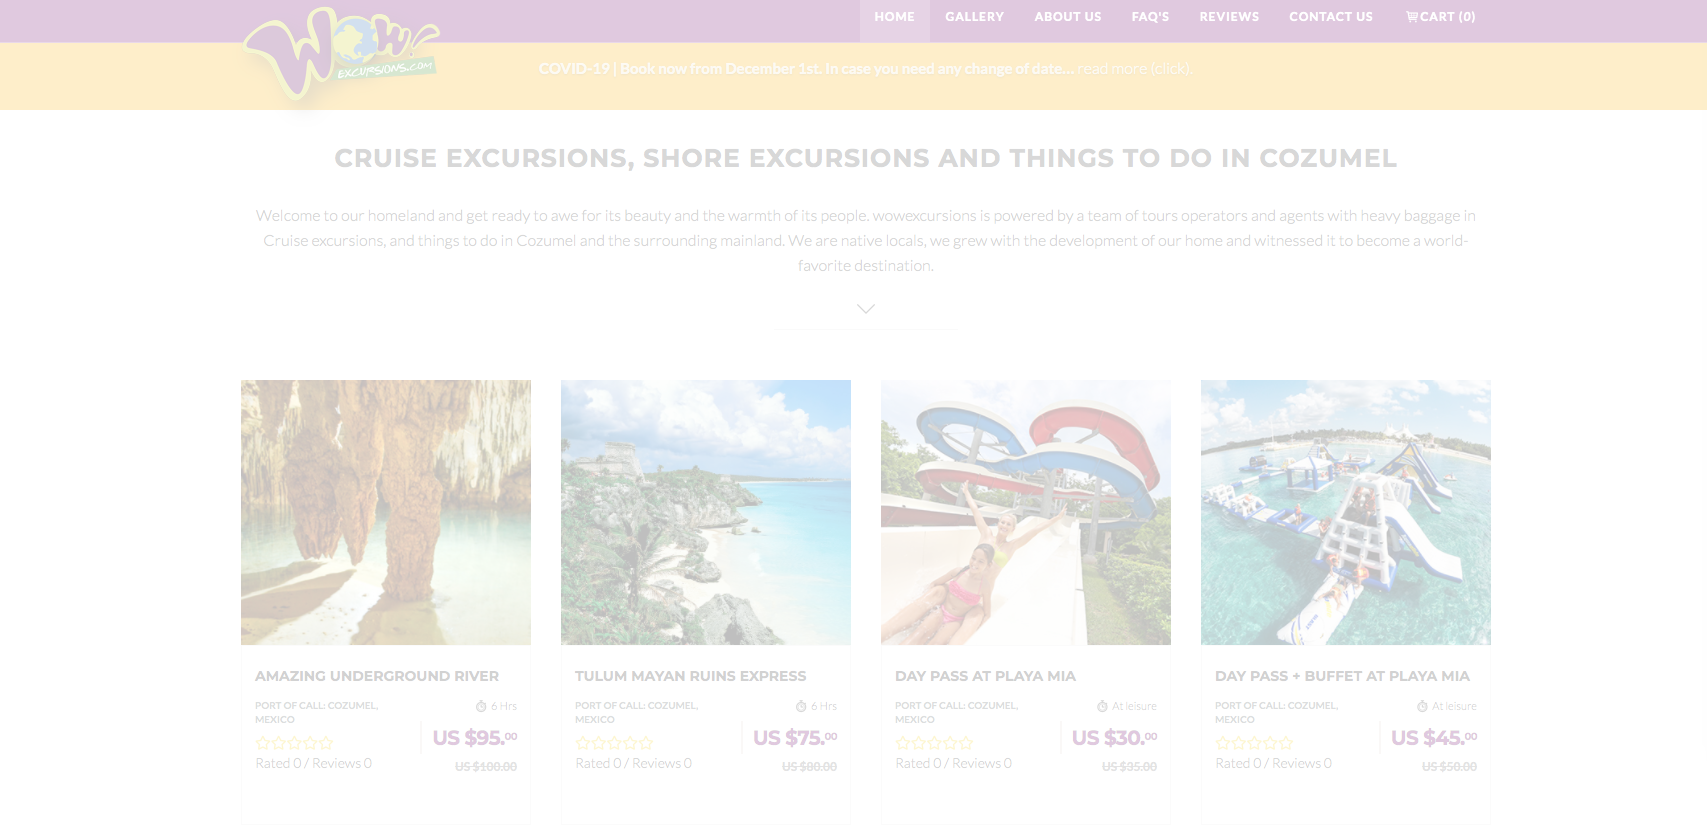 WOW!
EXCURSIONS.COM
HOME GALLERY ABOUT US FAQ'S REVIEWS CONTACT US CART (0)
COVID-19 | Book now from December 1st. In case you need any change of date... read more (click).
CRUISE EXCURSIONS, SHORE EXCURSIONS AND THINGS TO DO IN COZUMEL
Welcome to our homeland and get ready to awe for its beauty and the warmth of its people. wowexcursions is powered by a team of tours operators and agents with heavy baggage in
Cruise excursions, and things to do in Cozumel and the surrounding mainland. We are native locals, we grew with the development of our home and witnessed it to become a world-
favorite destination.
AMAZING UNDERGROUND RIVER
PORT OF CALL: COZUMEL,
MEXICO
6 Hrs
US $95.00
Rated 0 / Reviews 0
US $100.00
TULUM MAYAN RUINS EXPRESS
PORT OF CALL: COZUMEL,
MEXICO
6 Hrs
US $75.00
Rated 0 / Reviews 0
US $80.00
DAY PASS AT PLAYA MIA
PORT OF CALL: COZUMEL,
MEXICO
At leisure
US $30.00
Rated 0 / Reviews 0
US $35.00
DAY PASS + BUFFET AT PLAYA MIA
PORT OF CALL: COZUMEL,
MEXICO
At leisure
US $45.00
Rated 0 / Reviews 0
US $50.00